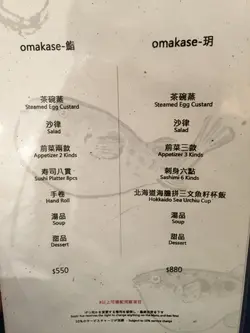 omakase-鮨
茶碗蒸
Steamed Egg Custard
沙律
Salad
前菜兩款
Appetizer 2 Kinds
壽司八貫
Sushi Platter 8pcs
手卷
Hand Roll
湯品
Soup
甜品
Dessert
$550
omakase-玥
茶碗蒸
Steamed Egg Custard
沙律
Salad
前菜三款
Appetizer 3 Kinds
刺身六點
Sashimi 6 Kinds
北海道海膽拼三文魚籽杯飯
Hokkaido Sea Urchin Cup
湯品
Soup
甜品
Dessert
$880